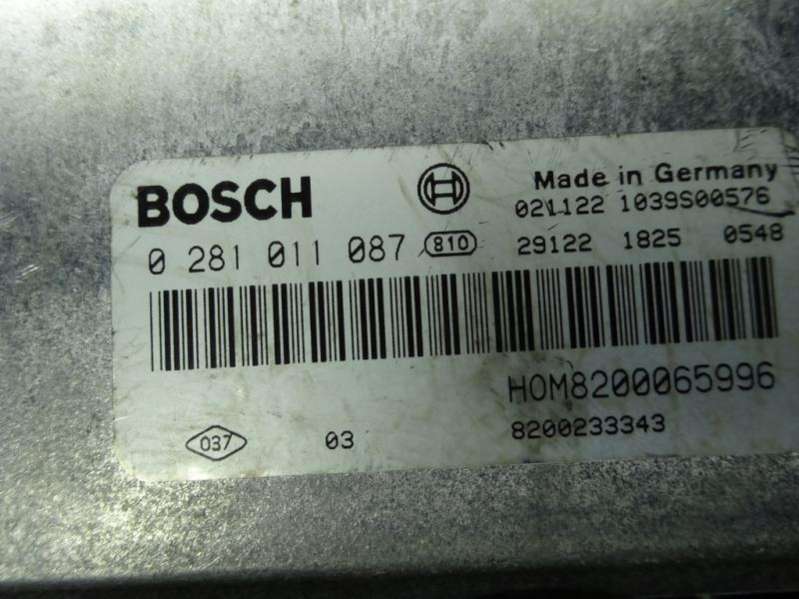 BOSCH
Made in Germany
021122 1039S00576
0 281 011 087 810 29122 1825 0548
HOM8200065996
037 03 8200233343